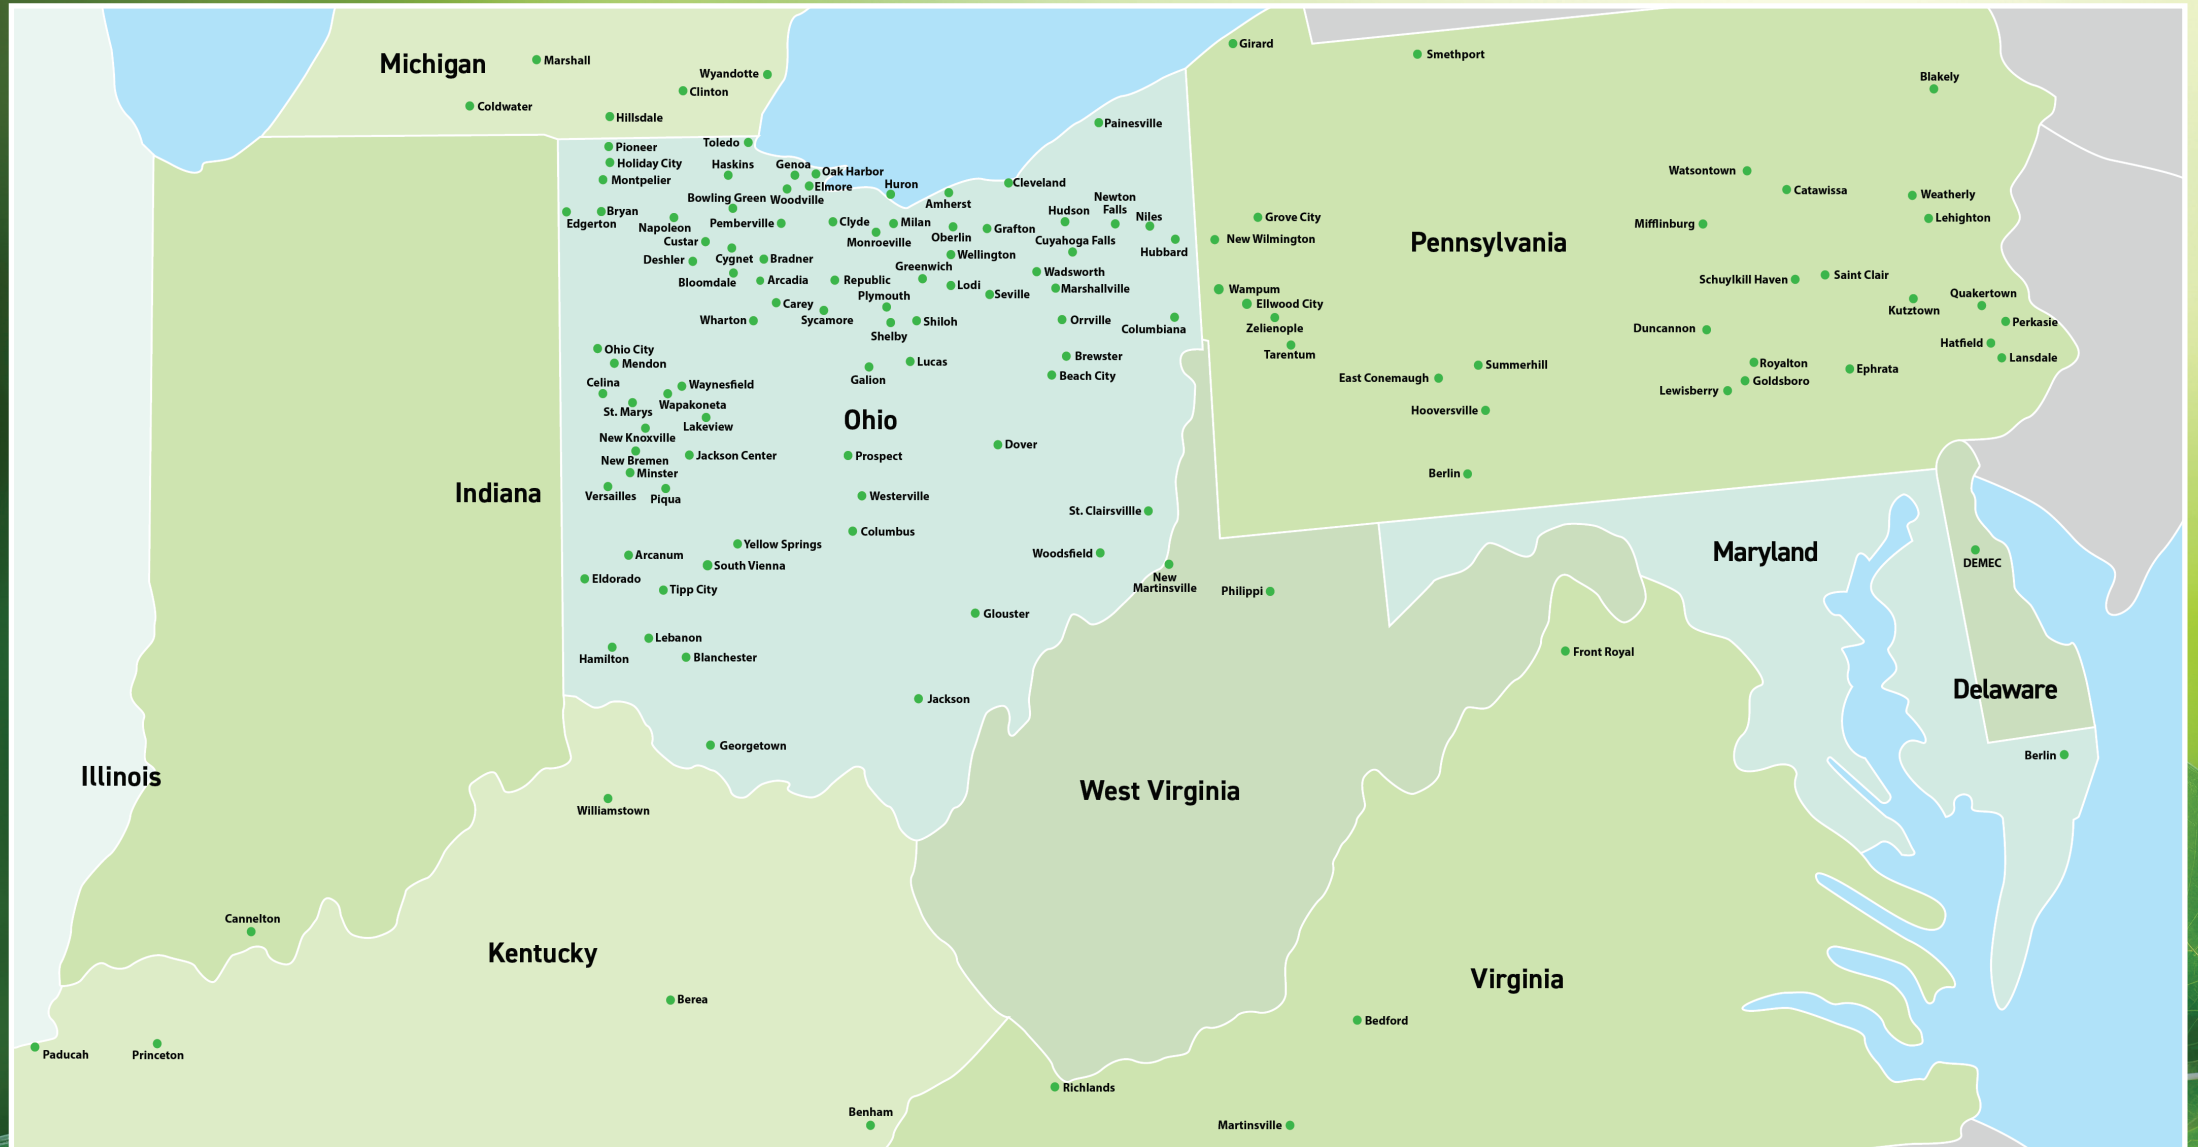 Michigan
Marshall
Wyandotte
Clinton
Coldwater
Hillsdale
Girard
Smethport
Blakely
Painesville
Pioneer
Toledo
Holiday City
Haskins
Genoa
Oak Harbor
Montpelier
Elmore
Huron
Cleveland
Bowling Green
Woodville
Amherst
Newton
Falls
Niles
Hudson
Edgerton
Bryan
Napoleon
Pemberville
Clyde
Milan
Monroeville
Oberlin
Grafton
Cuyahoga Falls
Hubbard
Custar
Cygnet
Bradner
Deshler
Wellington
Greenwich
Wadsworth
Bloomdale
Arcadia
Republic
Lodi
Seville
Marshallville
Plymouth
Carey
Sycamore
Wharton
Shelby
Shiloh
Orrville
Columbiana
Ohio City
Mendon
Lucas
Galion
Brewster
Beach City
Celina
Waynesfield
St. Marys
Wapakoneta
Lakeview
Ohio
New Knoxville
Dover
New Bremen
Jackson Center
Prospect
Minster
Versailles
Piqua
Westerville
St. Clairsvillle
Columbus
Yellow Springs
Woodsfield
Arcanum
South Vienna
Eldorado
Tipp City
Glouster
Lebanon
Hamilton
Blanchester
Jackson
Georgetown
Watsontown
Catawissa
Weatherly
Lehighton
Mifflinburg
Grove City
New Wilmington
Pennsylvania
Wampum
Ellwood City
Zelienople
Tarentum
Schuylkill Haven
Saint Clair
Quakertown
Kutztown
Perkasie
Duncannon
Hatfield
Lansdale
Summerhill
East Conemaugh
Royalton
Goldsboro
Ephrata
Lewisberry
Hooversville
Berlin
Indiana
Maryland
DEMEC
New
Martinsville
Philippi
Front Royal
Delaware
Berlin
Illinois
West Virginia
Williamstown
Cannelton
Kentucky
Virginia
Berea
Bedford
Paducah
Princeton
Richlands
Benham
Martinsville